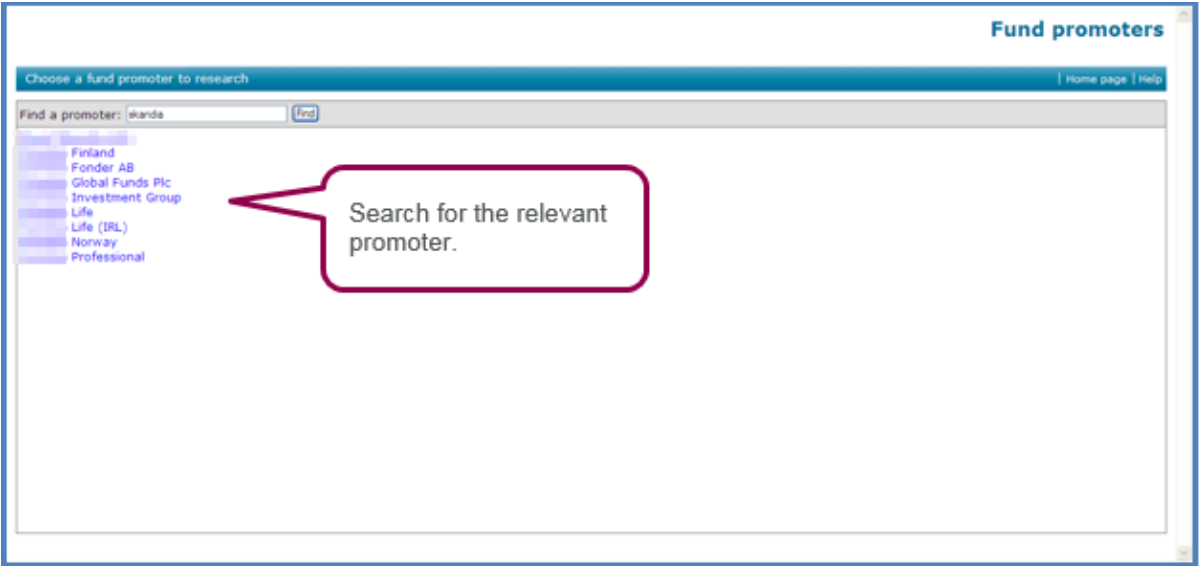 Fund promoters
Choose a fund promoter to research | Home page | Help
Find a promoter: skandia Find
Finland
Fonder AB
Global Funds Plc
Investment Group
Life
Life (IRL)
Norway
Professional
Search for the relevant
promoter.